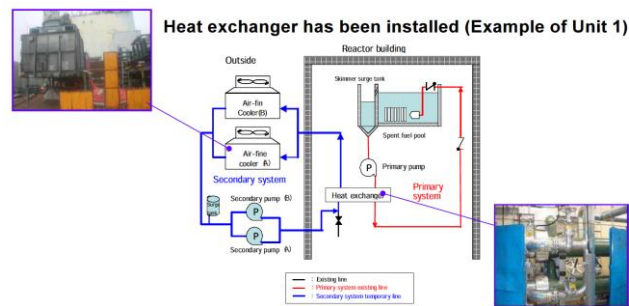 Heat exchanger has been installed (Example of Unit 1)
Reactor building
Outside
Skimmer surge tank
Air-fin
Cooler(B)
Air-fine
cooler (A)
Spent fuel pool
P
Primary pump
Secondary system
Primary
system
Heat exchanger
Surge
tank
Secondary pump (B)
P
P
Secondary pump (A)
: Existing line
: Primary system existing line
: Secondary system temporary line